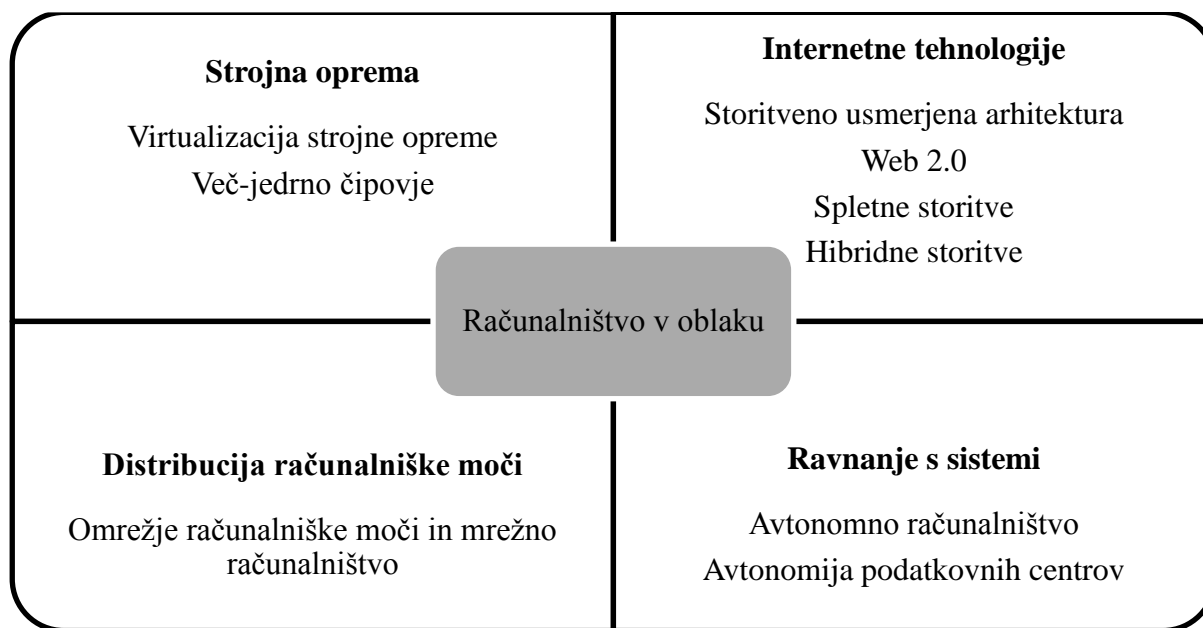 Strojna oprema
Virtualizacija strojne opreme
Več-jedrno čipovje
Internetne tehnologije
Storitveno usmerjena arhitektura
Web 2.0
Spletne storitve
Hibridne storitve
Računalništvo v oblaku
Distribucija računalniške moči
Omrežje računalniške moči in mrežno
računalništvo
Ravnanje s sistemi
Avtonomno računalništvo
Avtonomija podatkovnih centrov